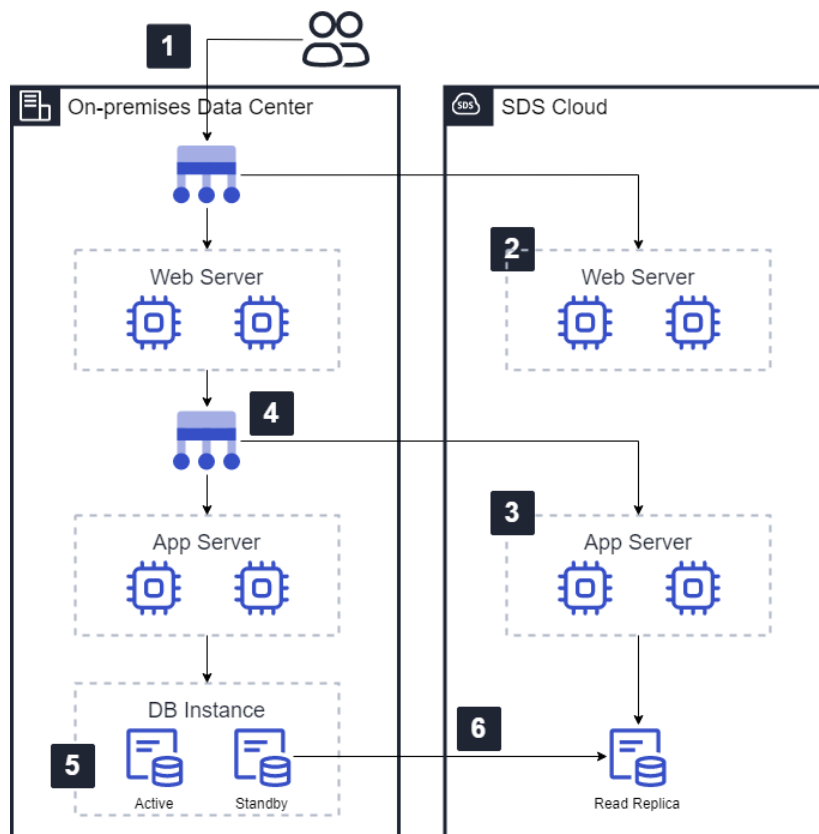 1
On-premises Data Center
SDS
SDS Cloud
Web Server
2
Web Server
4
App Server
3
App Server
DB Instance
5
6
Active
Standby
Read Replica